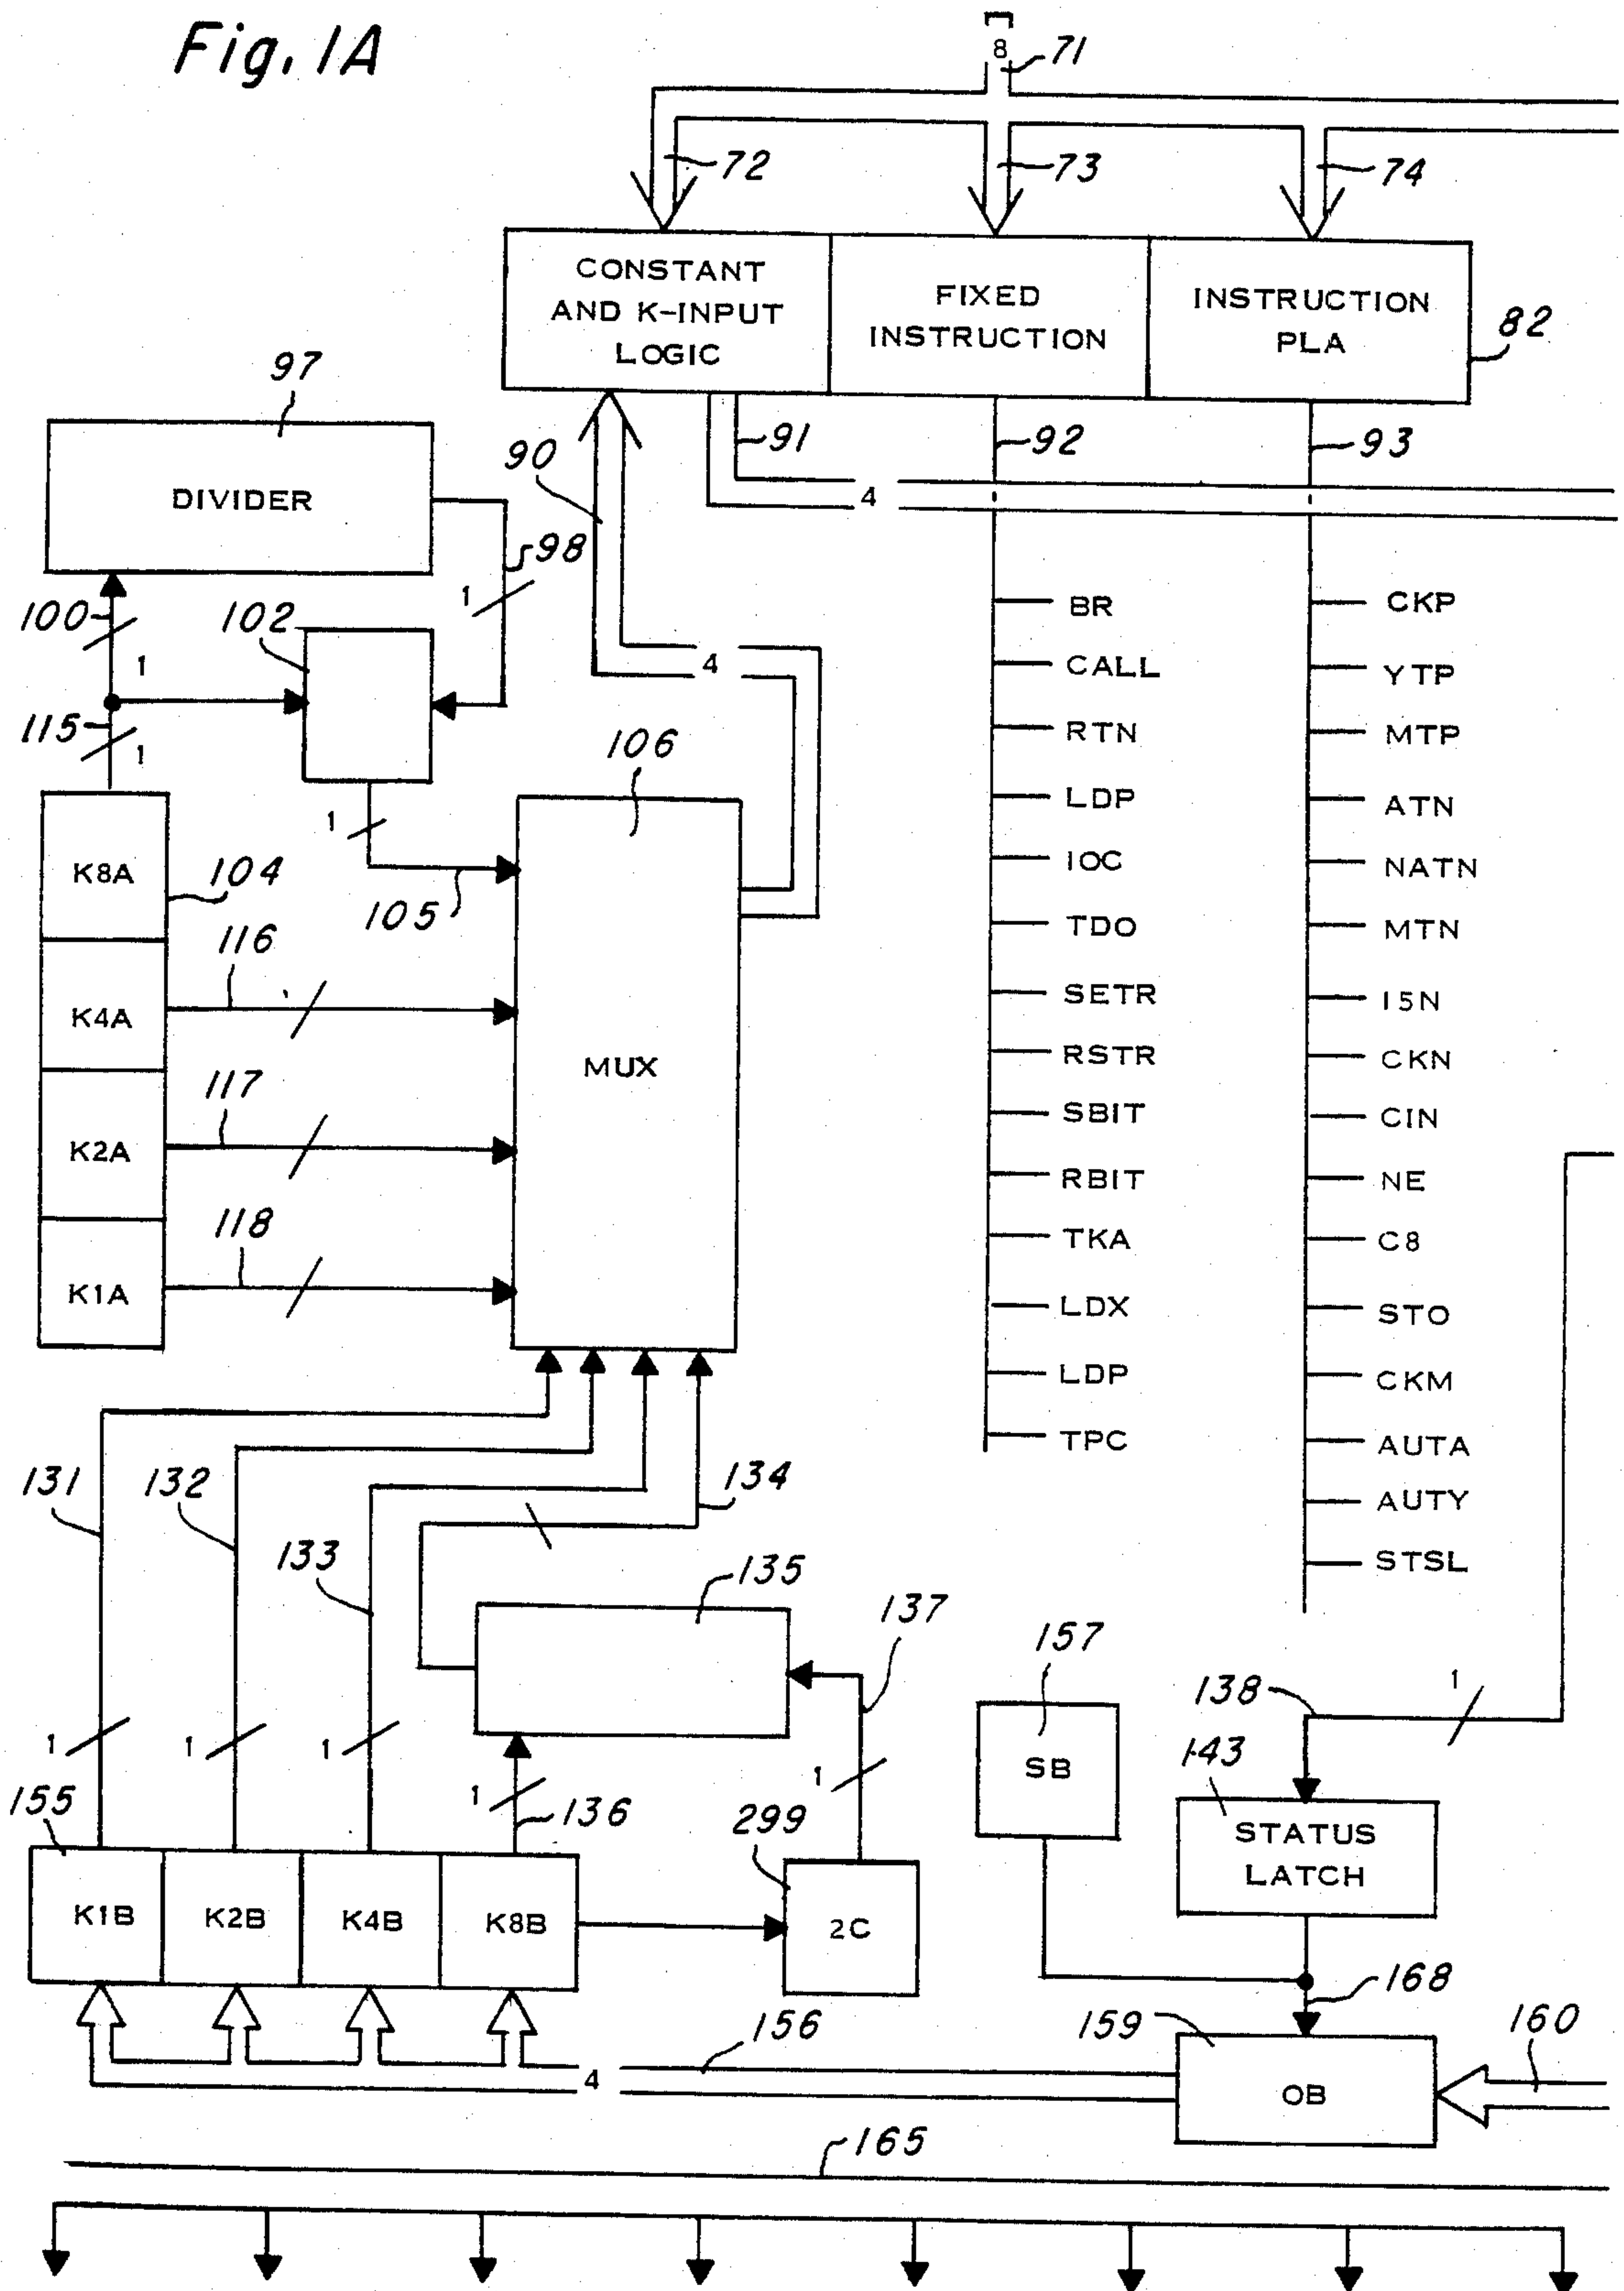 Fig. 1A
8
71
72
73
74
CONSTANT
AND K-INPUT
LOGIC
FIXED
INSTRUCTION
INSTRUCTION
PLA
82
97
DIVIDER
90
91
92
93
4
98
1
100
1
102
4
115
1
1
105
106
MUX
K8A
104
K4A
116
K2A
117
K1A
118
BR
CALL
RTN
LDP
IOC
TDO
SETR
RSTR
SBIT
RBIT
TKA
LDX
LDP
TPC
CKP
YTP
MTP
ATN
NATN
MTN
I5N
CKN
CIN
NE
C8
STO
CKM
AUTA
AUTY
STSL
131
132
133
134
135
137
157
138
1
143
SB
STATUS
LATCH
1
1
1
1
136
1
155
299
K1B
K2B
K4B
K8B
2C
168
156
159
160
4
OB
165